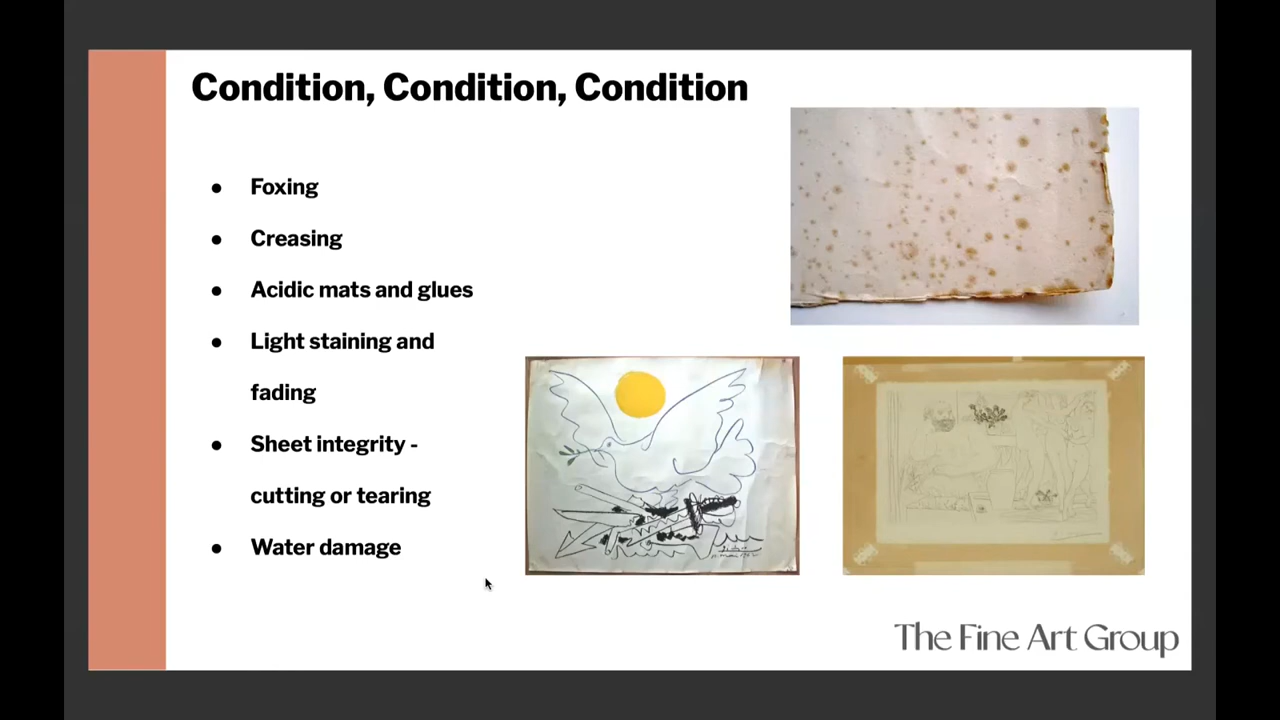 Condition, Condition, Condition
● Foxing
● Creasing
● Acidic mats and glues
● Light staining and
fading
● Sheet integrity -
cutting or tearing
● Water damage
The Fine Art Group